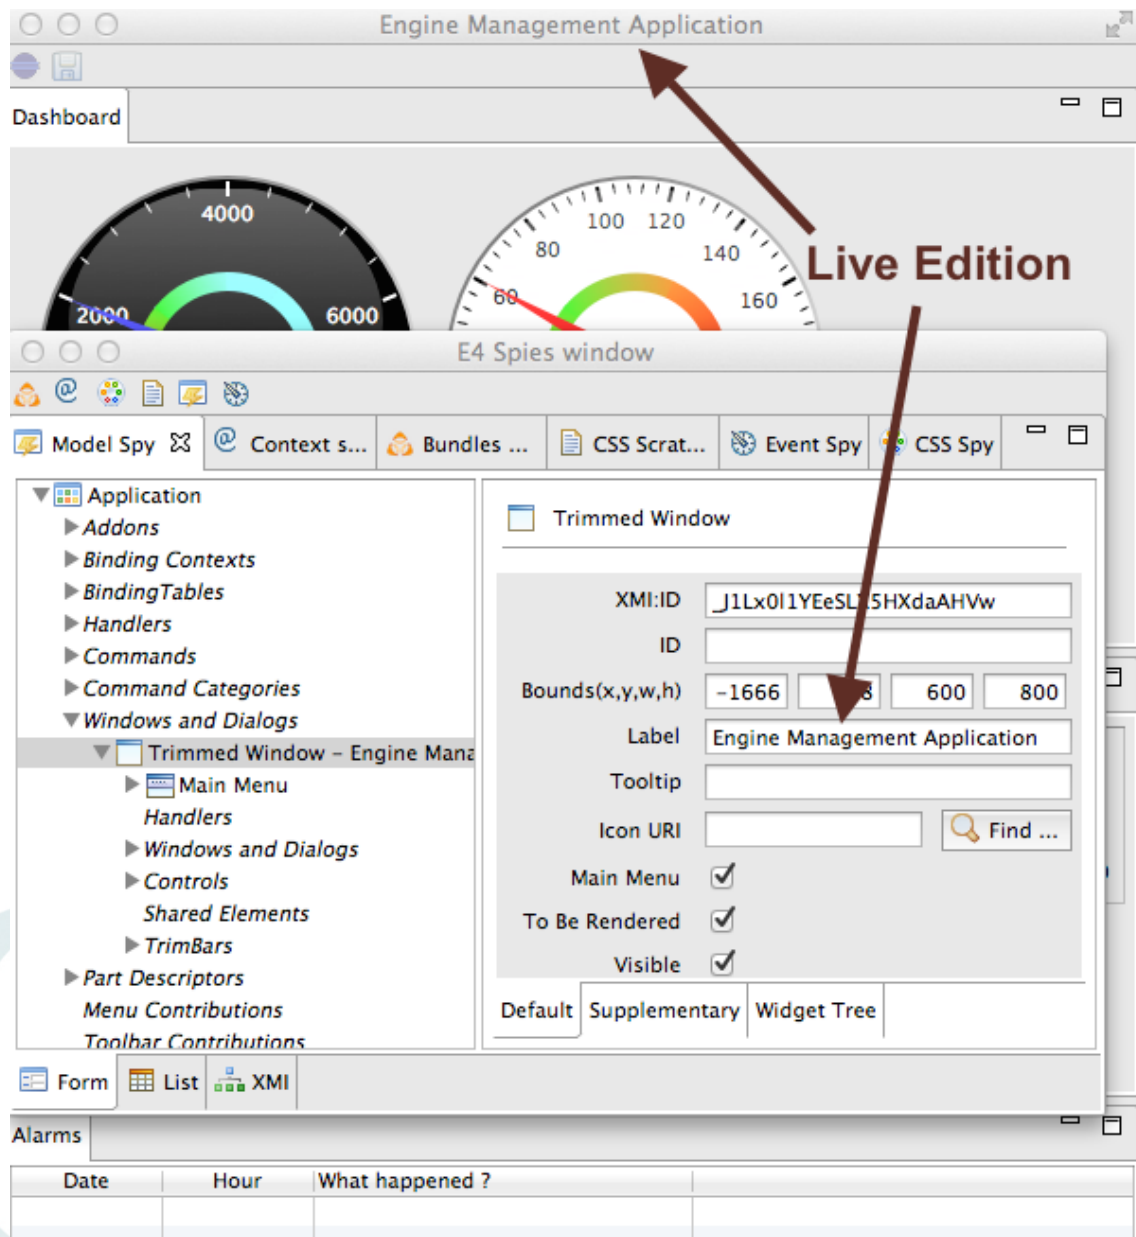 Engine Management Application
Dashboard
4000
2000
6000
100 120
80
140
60
160
Live Edition
E4 Spies window
Model Spy
Context s...
Bundles ...
CSS Scrat...
Event Spy
CSS Spy
Application
Addons
Binding Contexts
BindingTables
Handlers
Commands
Command Categories
Windows and Dialogs
Trimmed Window - Engine Mana
Main Menu
Handlers
Windows and Dialogs
Controls
Shared Elements
TrimBars
Part Descriptors
Menu Contributions
Toolbar Contributions
Trimmed Window
XMI:ID
ID
Bounds(x,y,w,h) -1666 600 800
Label Engine Management Application
Tooltip
Icon URI Find ...
Main Menu
To Be Rendered
Visible
Default Supplementary Widget Tree
Form List XMI
Alarms
Date Hour What happened ?